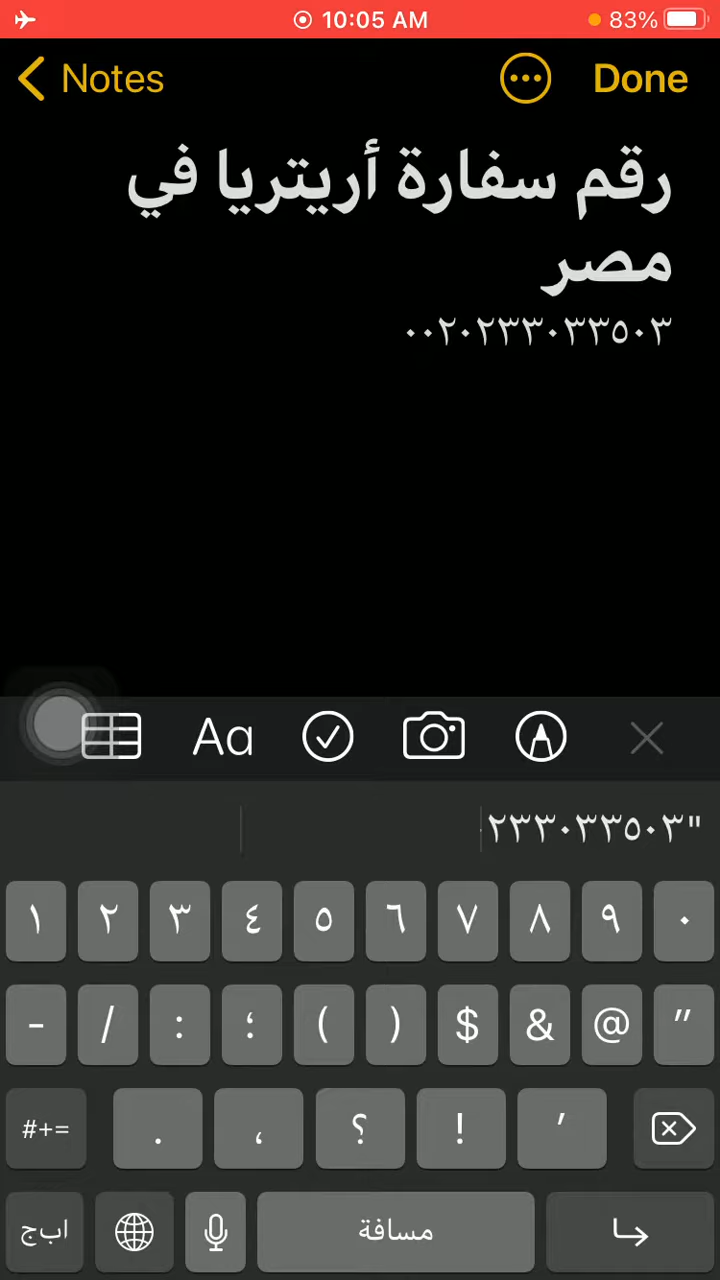 10:05 AM
83%
Notes
Done
رقم سفارة أريتريا في
مصر
٠٠٢٠٢٣٣٠٣٣٥٠٣
Aa
٢٣٣٠٣٣٥٠٣"
١ ٢ ٣ ٤ ٥ ٦ ٧ ٨ ٩ ٠
- / : ؛ ( ) $ & @ "
#+= . ، ؟ ! '
اب‌ج مسافة